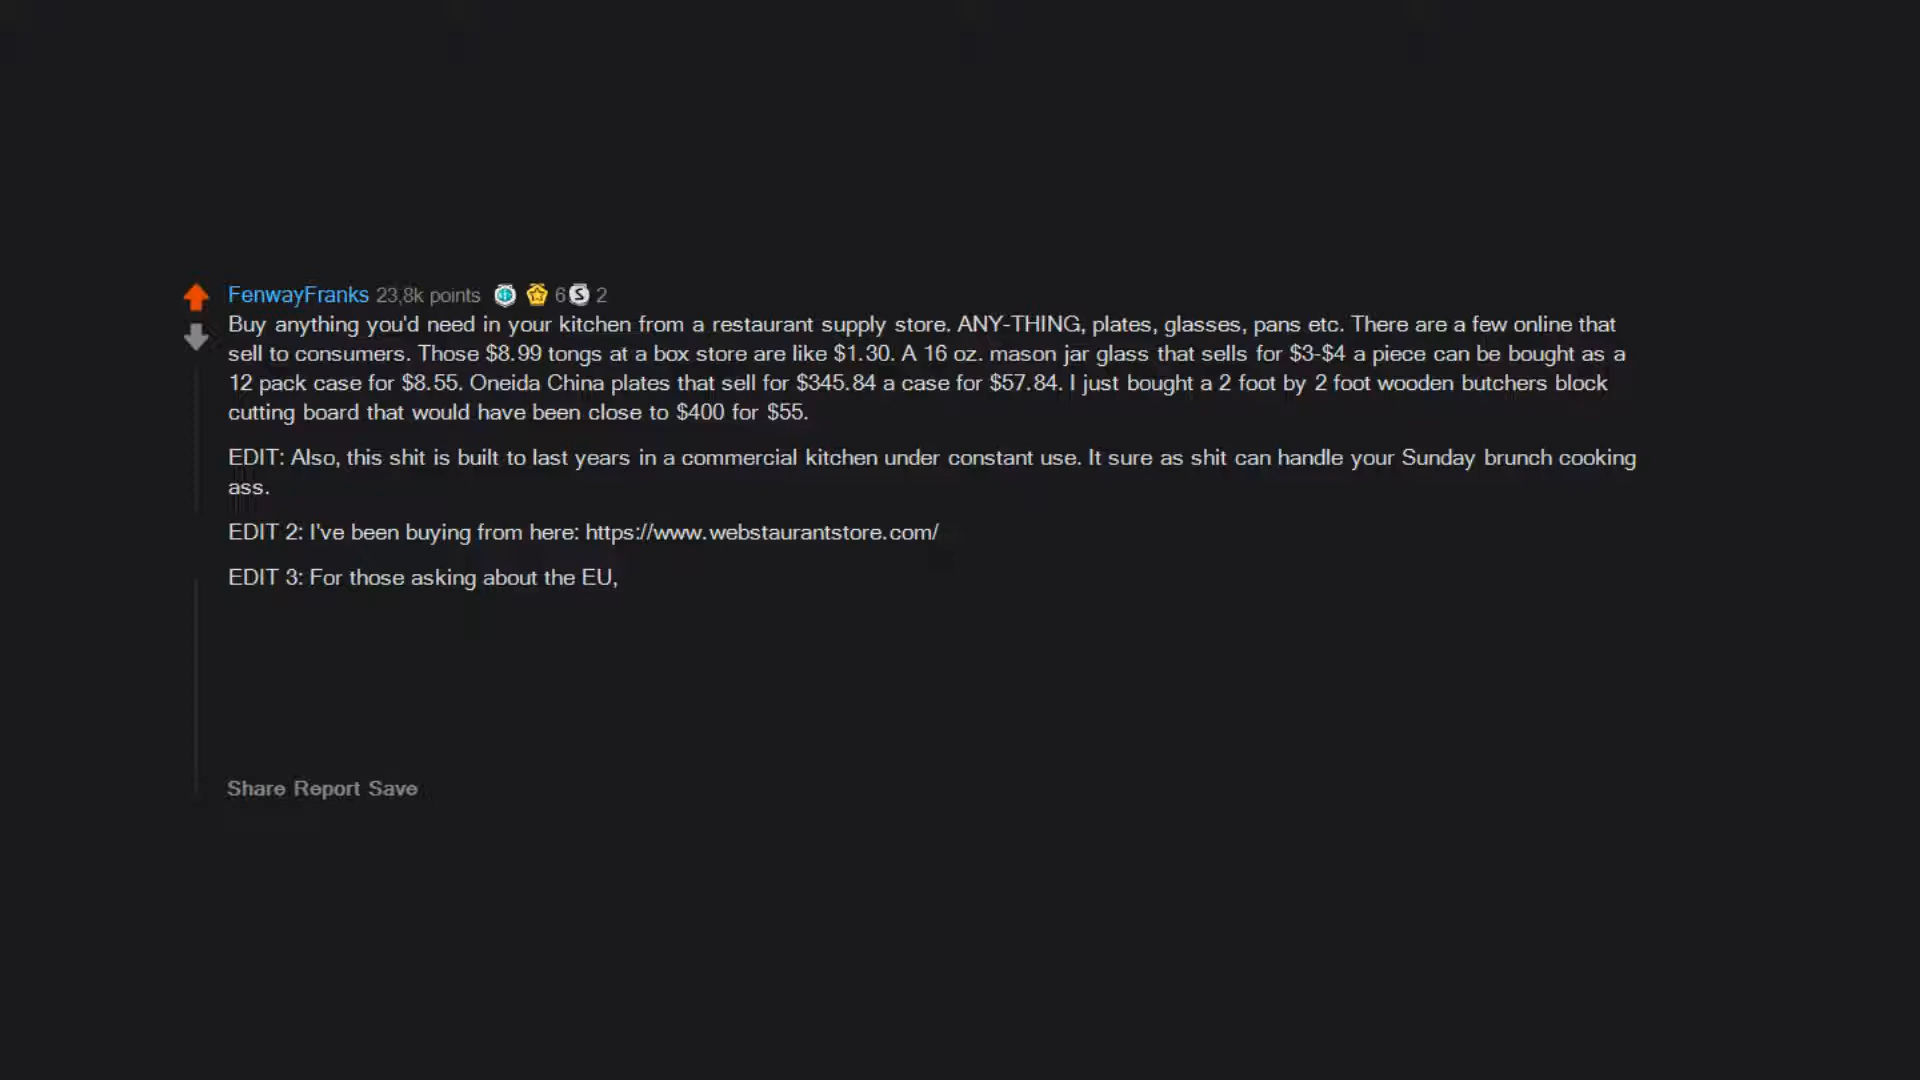 FenwayFranks 23,8k points 6 S 2
Buy anything you'd need in your kitchen from a restaurant supply store. ANY-THING, plates, glasses, pans etc. There are a few online that
sell to consumers. Those $8.99 tongs at a box store are like $1.30. A 16 oz. mason jar glass that sells for $3-$4 a piece can be bought as a
12 pack case for $8.55. Oneida China plates that sell for $345.84 a case for $57.84. I just bought a 2 foot by 2 foot wooden butchers block
cutting board that would have been close to $400 for $55.
EDIT: Also, this shit is built to last years in a commercial kitchen under constant use. It sure as shit can handle your Sunday brunch cooking
ass.
EDIT 2: I've been buying from here: https://www.webstaurantstore.com/
EDIT 3: For those asking about the EU,
Share Report Save